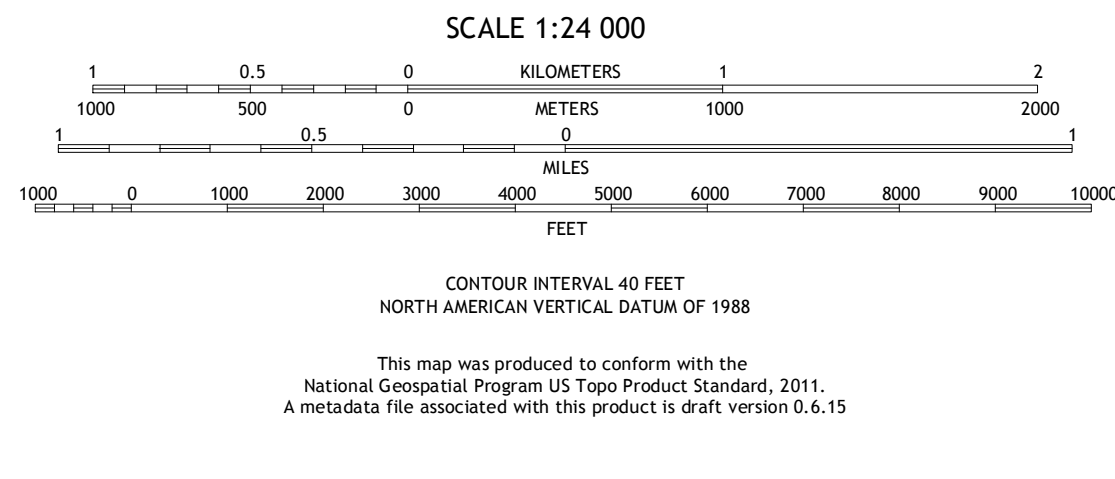 SCALE 1:24 000
1 0.5 0 KILOMETERS 1 2
1000 500 0 METERS 1000 2000
1 0.5 0 1
MILES
1000 0 1000 2000 3000 4000 5000 6000 7000 8000 9000 10000
FEET
CONTOUR INTERVAL 40 FEET
NORTH AMERICAN VERTICAL DATUM OF 1988
This map was produced to conform with the
National Geospatial Program US Topo Product Standard, 2011.
A metadata file associated with this product is draft version 0.6.15